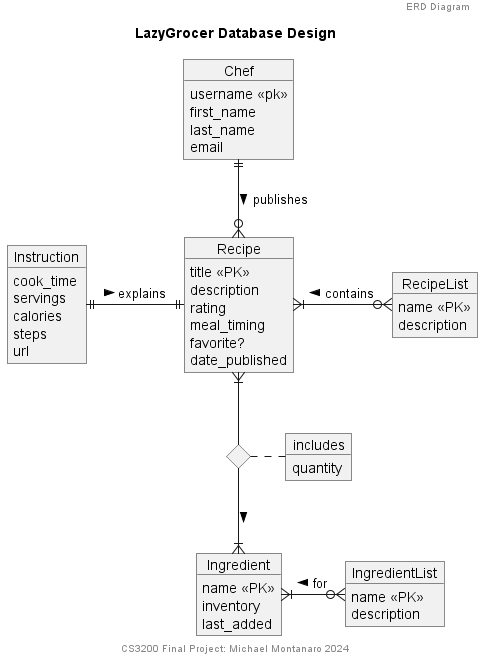 ERD Diagram
LazyGrocer Database Design
Chef
username «pk»
first_name
last_name
email
publishes
Recipe
title «PK»
description
rating
meal_timing
favorite?
date_published
Instruction
cook_time
servings
calories
steps
url
explains
contains
RecipeList
name «PK»
description
includes
quantity
Ingredient
name «PK»
inventory
last_added
for
IngredientList
name «PK»
description
CS3200 Final Project: Michael Montanaro 2024